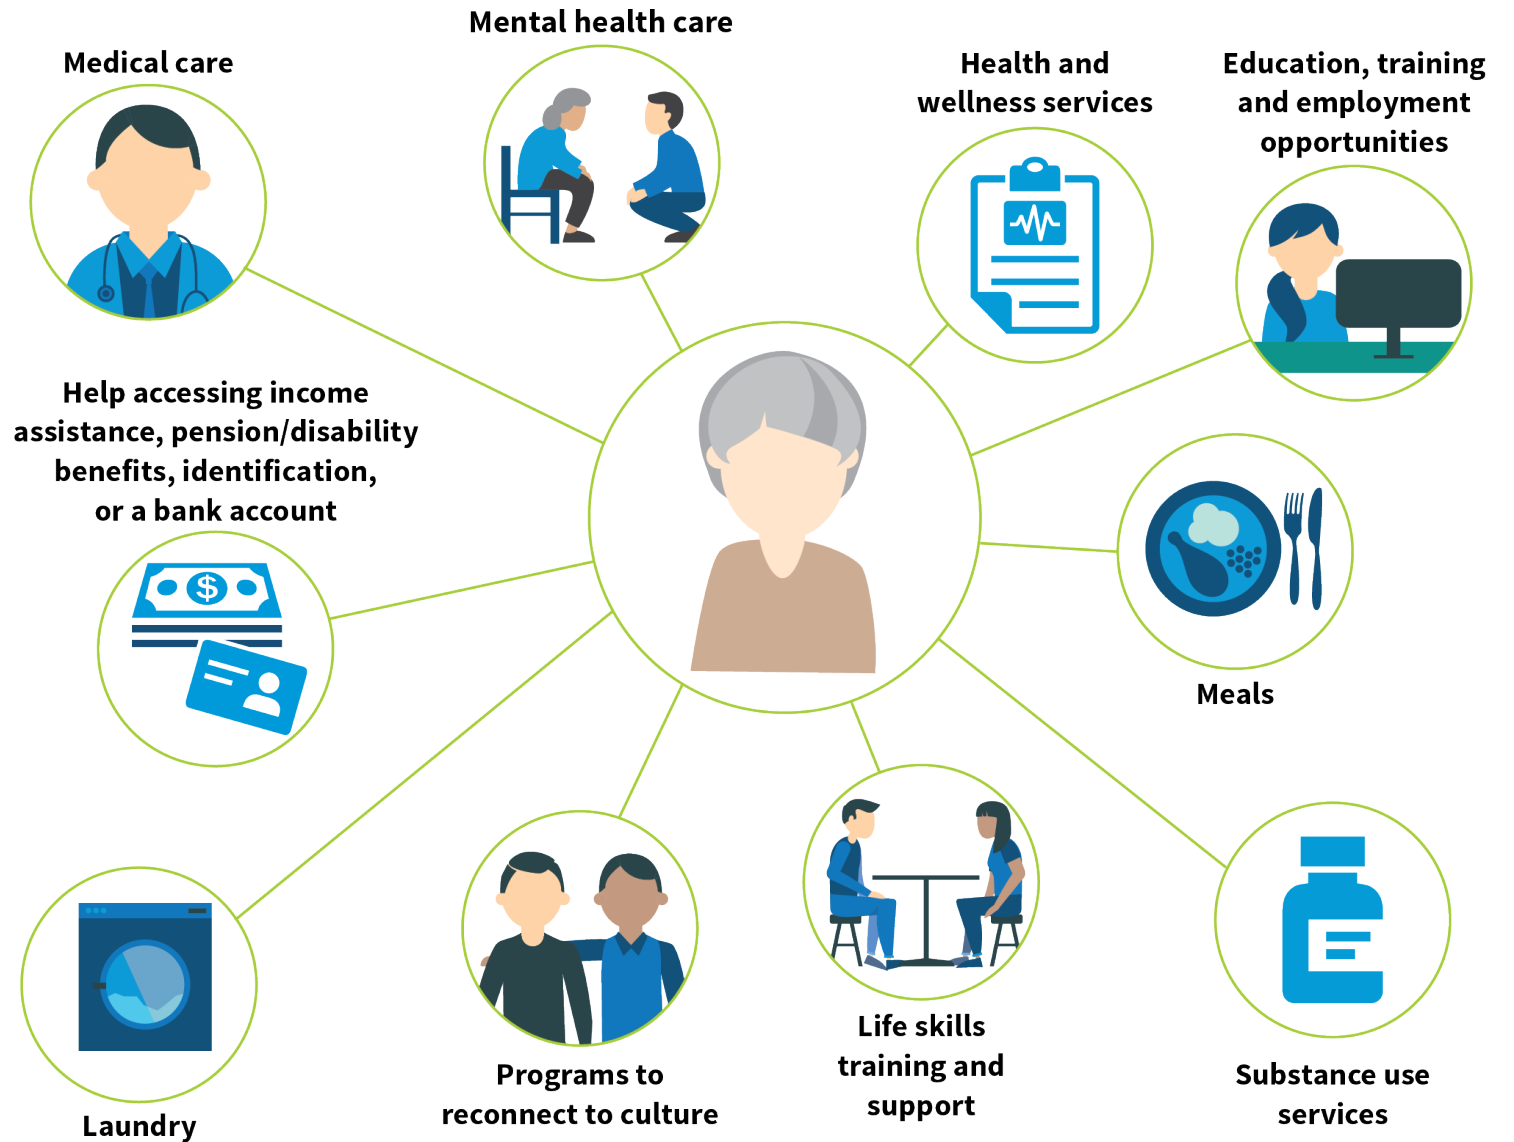 Mental health care
Medical care
Health and
wellness services
Education, training
and employment
opportunities
Help accessing income
assistance, pension/disability
benefits, identification,
or a bank account
$
Meals
Life skills
training and
support
Programs to
reconnect to culture
Substance use
services
Laundry